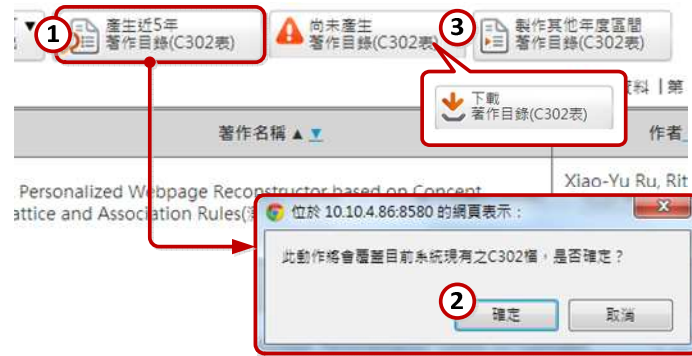 1
產生近5年
著作目錄(C302表)
尚未產生
著作目錄(C302表)
3
製作其他年度區間
著作目錄(C302表)
下載
著作目錄(C302表)
資料 | 第
著作名稱 ▲ ▼
作者
Personalized Webpage Reconstructor based on Concept
attice and Association Rules(
Xiao-Yu Ru, Rit
位於 10.10.4.86:8580 的網頁表示：
此動作將會覆蓋目前系統現有之C302檔，是否確定？
2
確定
取消